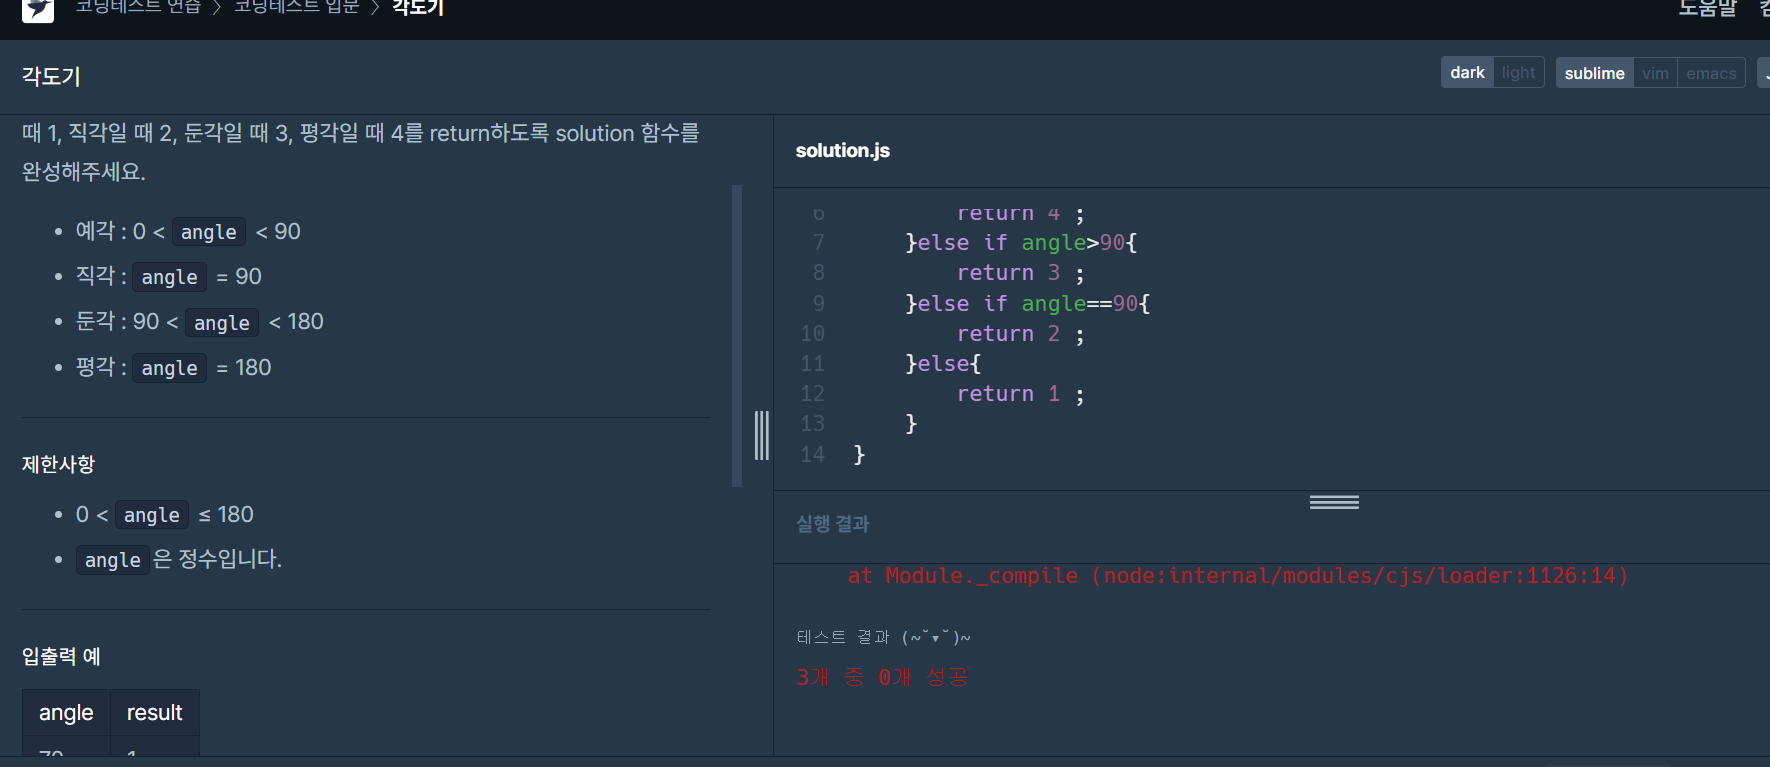 코딩테스트 연습 > 코딩테스트 입문 > 각도기
도움말
각도기
dark light sublime vim emacs
때 1, 직각일 때 2, 둔각일 때 3, 평각일 때 4를 return하도록 solution 함수를
완성해주세요.
예각 : 0 < angle < 90
직각 : angle = 90
둔각 : 90 < angle < 180
평각 : angle = 180
제한사항
0 < angle ≤ 180
angle은 정수입니다.
입출력 예
angle result
70 1
solution.js
6 return 4 ;
7 }else if angle>90{
8 return 3 ;
9 }else if angle==90{
10 return 2 ;
11 }else{
12 return 1 ;
13 }
14 }
실행 결과
at Module._compile (node:internal/modules/cjs/loader:1126:14)
테스트 결과 (~˘▾˘)~
3개 중 0개 성공